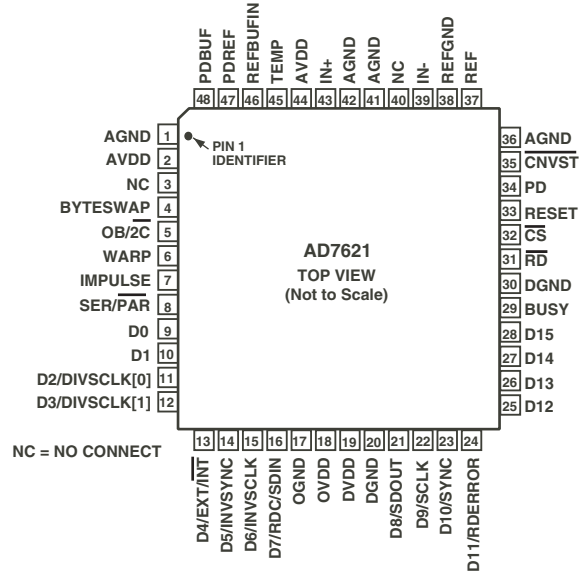 48 PDBUF
47 PDREF
46 REFBUFIN
45 TEMP
44 AVDD
43 IN+
42 AGND
41 AGND
40 NC
39 IN-
38 REFGND
37 REF
AGND 1
AVDD 2
NC 3
BYTESWAP 4
OB/2C 5
WARP 6
IMPULSE 7
SER/PAR 8
D0 9
D1 10
D2/DIVSCLK[0] 11
D3/DIVSCLK[1] 12
PIN 1
IDENTIFIER
AD7621
TOP VIEW
(Not to Scale)
36 AGND
35 CNVST
34 PD
33 RESET
32 CS
31 RD
30 DGND
29 BUSY
28 D15
27 D14
26 D13
25 D12
NC = NO CONNECT
13 D4/EXT/INT
14 D5/INVSYNC
15 D6/INVSCLK
16 D7/RDC/SDIN
17 OGND
18 OVDD
19 DVDD
20 DGND
21 D8/SDOUT
22 D9/SCLK
23 D10/SYNC
24 D11/RDERROR